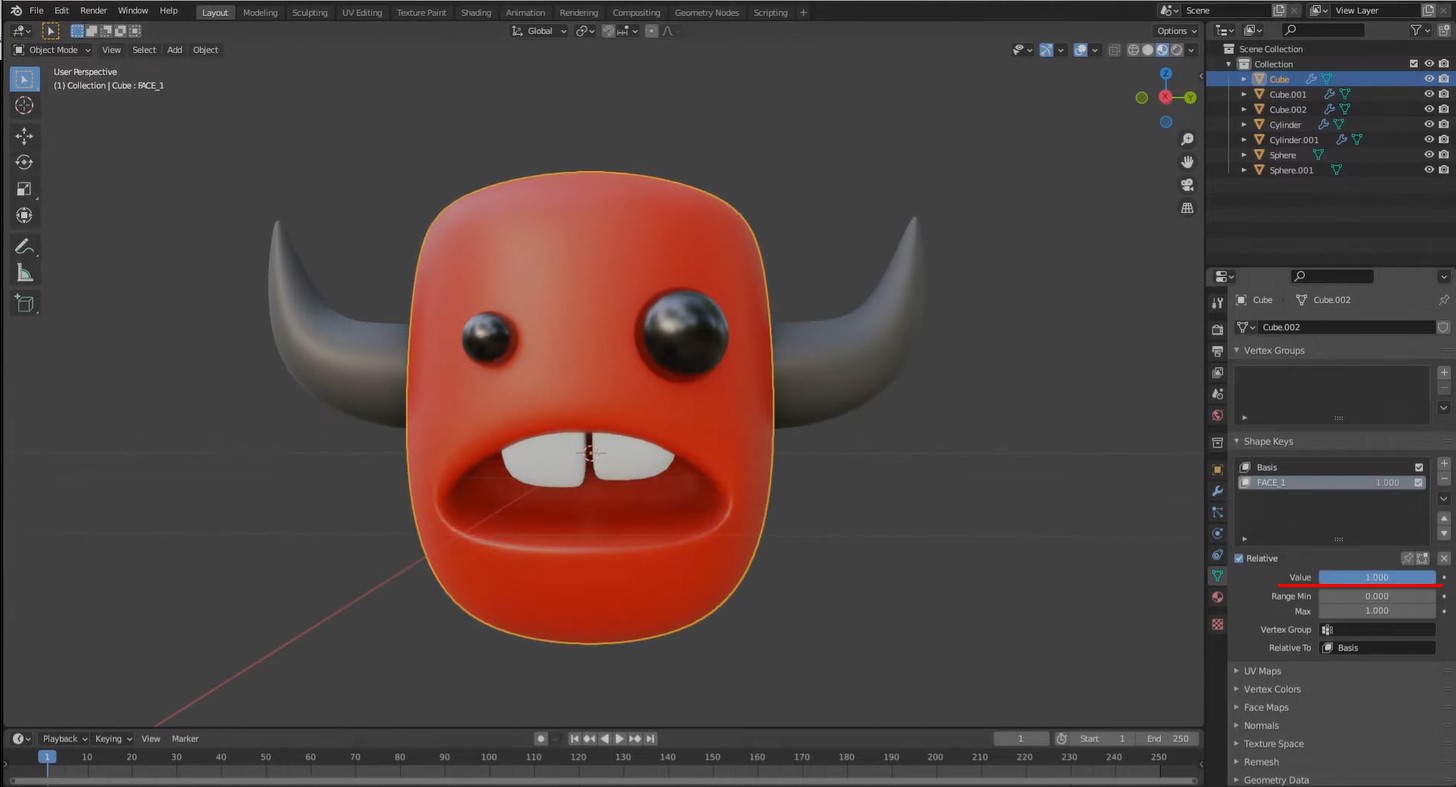 File Edit Render Window Help Layout Modeling Sculpting UV Editing Texture Paint Shading Animation Rendering Compositing Geometry Nodes Scripting + Scene View Layer
Global Options
Object Mode View Select Add Object
User Perspective
(1) Collection | Cube : FACE_1
Z
X
Y
Scene Collection
Collection
Cube
Cube.001
Cube.002
Cylinder
Cylinder.001
Sphere
Sphere.001
Cube Cube.002
Cube.002
Vertex Groups
Shape Keys
Basis
FACE_1 1.000
Relative
Value 1.000
Range Min 0.000
Max 1.000
Vertex Group
Relative To Basis
UV Maps
Vertex Colors
Face Maps
Normals
Texture Space
Remesh
Geometry Data
Playback Keying View Marker 1 Start 1 End 250
1 10 20 30 40 50 60 70 80 90 100 110 120 130 140 150 160 170 180 190 200 210 220 230 240 250